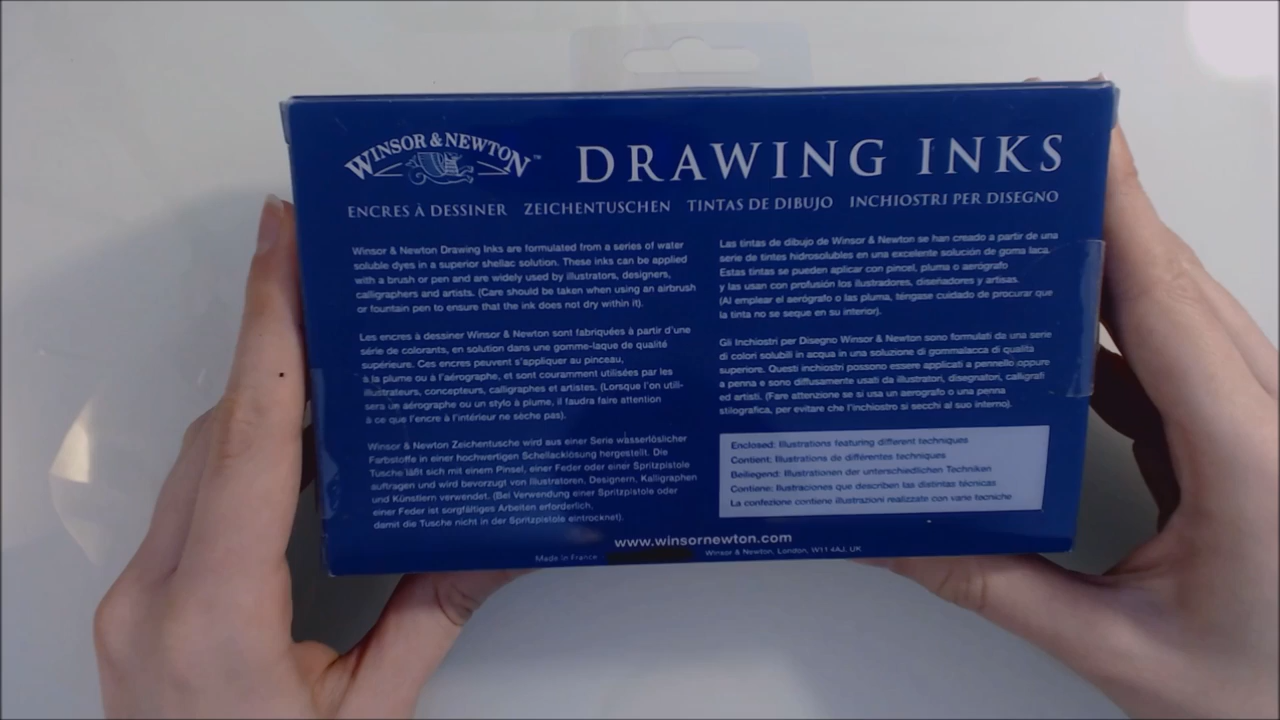 WINSOR & NEWTON™
DRAWING INKS
ENCRES À DESSINER ZEICHENTUSCHEN TINTAS DE DIBUJO INCHIOSTRI PER DISEGNO
Winsor & Newton Drawing Inks are formulated from a series of water
soluble dyes in a superior shellac solution. These inks can be applied
with a brush or pen and are widely used by illustrators, designers,
calligraphers and artists. (Care should be taken when using an airbrush
or fountain pen to ensure that the ink does not dry within it).
Les encres à dessiner Winsor & Newton sont fabriquées à partir d'une
série de colorants, en solution dans une gomme-laque de qualité
supérieure. Ces encres peuvent s'appliquer au pinceau,
à la plume ou à l'aérographe, et sont couramment utilisées par les
illustrateurs, concepteurs, calligraphes et artistes. (Lorsque l'on utili-
sera un aérographe ou un stylo à plume, il faudra faire attention
à ce que l'encre à l'intérieur ne sèche pas).
Winsor & Newton Zeichentusche wird aus einer Serie wasserlöslicher
Farbstoffe in einer hochwertigen Schellacklösung hergestellt. Die
Tusche läßt sich mit einem Pinsel, einer Feder oder einer Spritzpistole
auftragen und wird bevorzugt von Illustratoren, Designern, Kalligraphen
und Künstlern verwendet. (Bei Verwendung einer Spritzpistole oder
einer Feder ist sorgfältiges Arbeiten erforderlich,
damit die Tusche nicht in der Spritzpistole eintrocknet).
Las tintas de dibujo de Winsor & Newton se han creado a partir de una
serie de tintes hidrosolubles en una excelente solución de goma laca.
Estas tintas se pueden aplicar con pincel, pluma o aerógrafo
y las usan con profusión los ilustradores, diseñadores y artisas.
(Al emplear el aerógrafo o las pluma, téngase cuidado de procurar que
la tinta no se seque en su interior).
Gli Inchiostri per Disegno Winsor & Newton sono formulati da una serie
di colori solubili in acqua in una soluzione di gommalacca di qualita
superiore. Questi inchiostri possono essere applicati a pennello oppure
a penna e sono diffusamente usati da illustratori, disegnatori, calligrafi
ed artisti. (Fare attenzione se si usa un aerografo o una penna
stilografica, per evitare che l'inchiostro si secchi al suo interno).
Enclosed: Illustrations featuring different techniques
Contient: Illustrations de différentes techniques
Beiliegend: Illustrationen der unterschiedlichen Techniken
Contiene: Ilustraciones que describen las distintas técnicas
La confezione contiene illustrazioni realizzate con varie tecniche
www.winsornewton.com
Made in France Winsor & Newton, London, W11 4AJ, UK